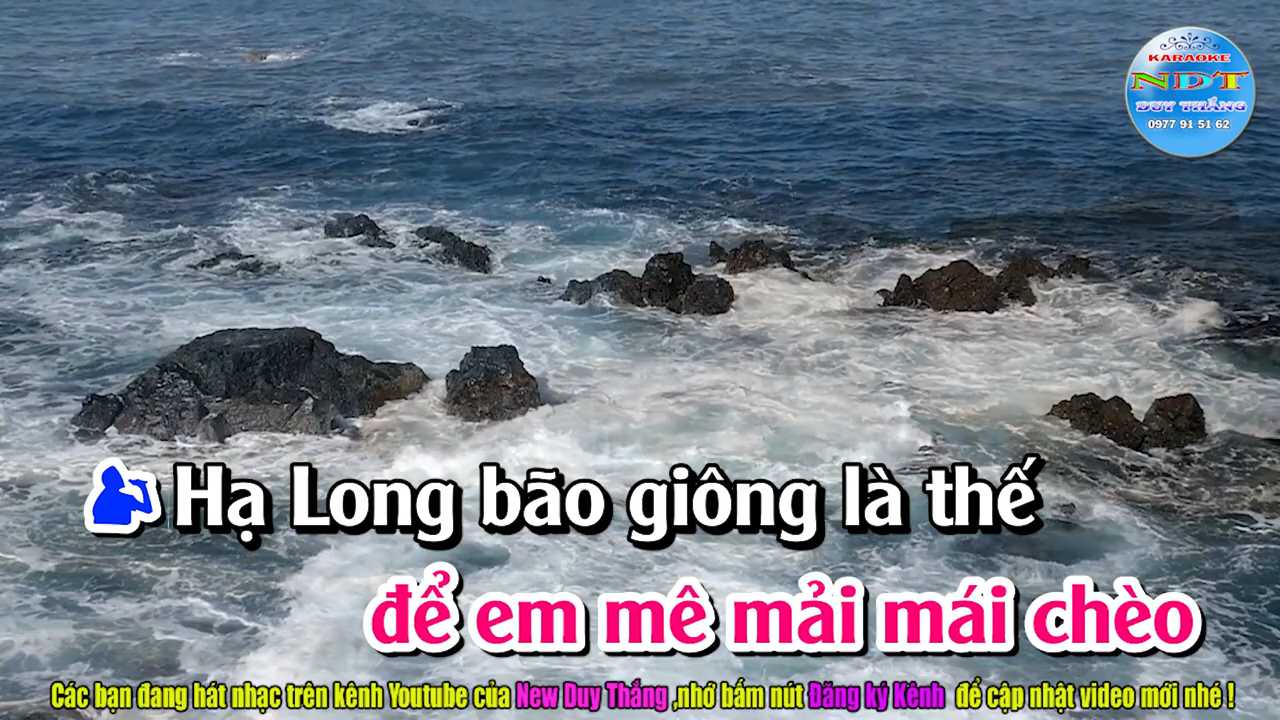 KARAOKE
NDT
DUY THẮNG
0977 91 51 62
Hạ Long bão giông là thế
để em mê mải mái chèo
Các bạn đang hát nhạc trên kênh Youtube của New Duy Thắng ,nhớ bấm nút Đăng ký Kênh để cập nhật video mới nhé !